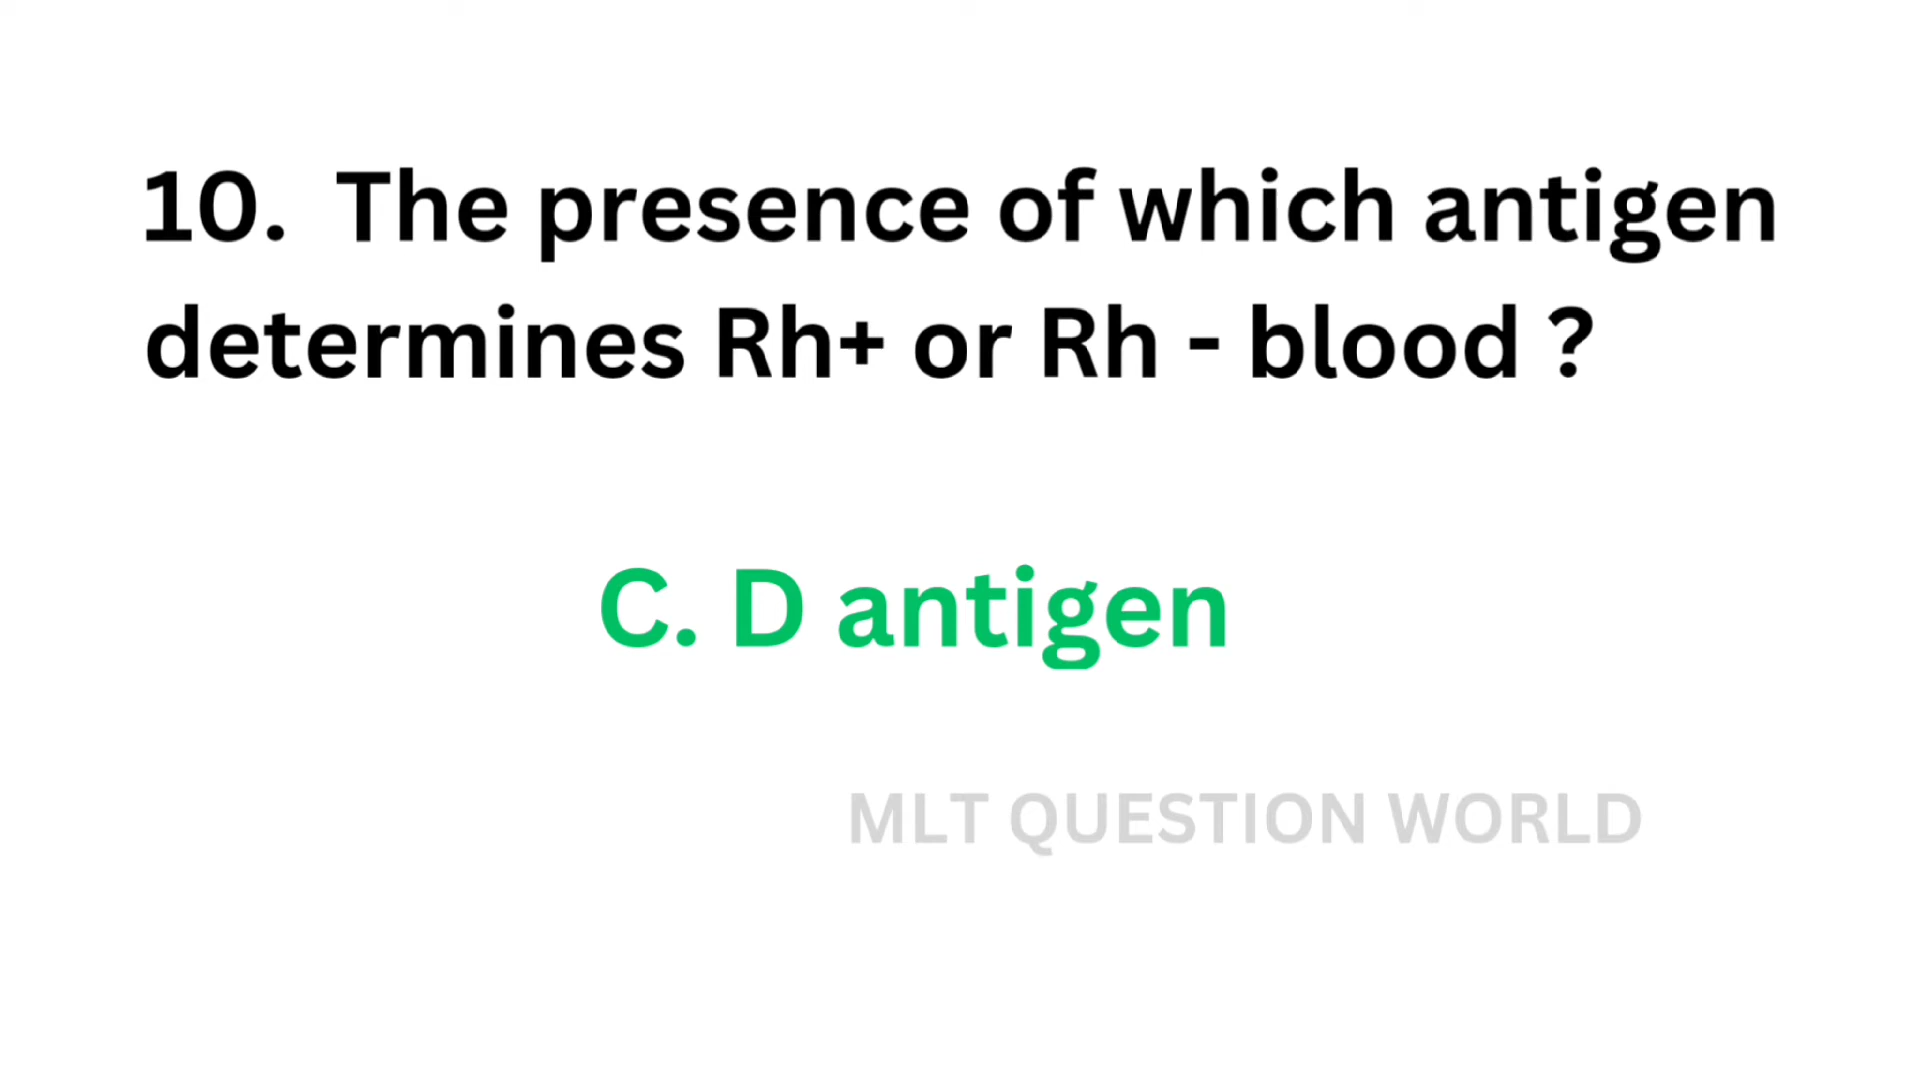 10. The presence of which antigen
determines Rh+ or Rh - blood ?
C. D antigen
MLT QUESTION WORLD